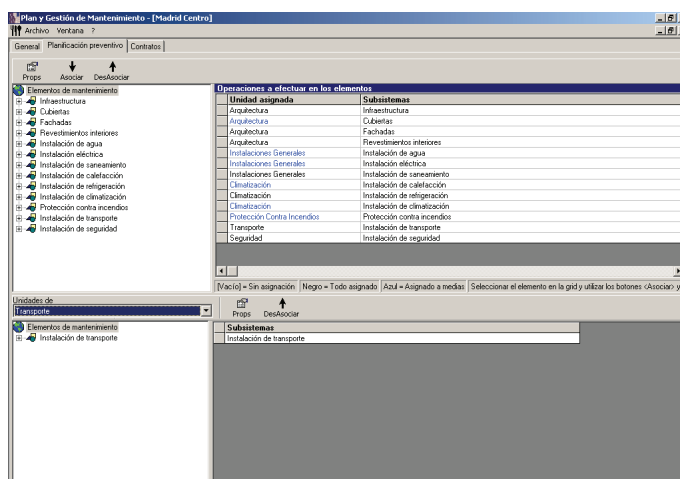 Plan y Gestión de Mantenimiento - [Madrid Centro]
Archivo Ventana ?
General Planificación preventivo Contratos
Props Asociar DesAsociar
Elementos de mantenimiento
Infraestructura
Cubiertas
Fachadas
Revestimientos interiores
Instalación de agua
Instalación eléctrica
Instalación de saneamiento
Instalación de calefacción
Instalación de refrigeración
Instalación de climatización
Protección contra incendios
Instalación de transporte
Instalación de seguridad
Operaciones a efectuar en los elementos
Unidad asignada Subsistemas
Arquitectura Infraestructura
Arquitectura Cubiertas
Arquitectura Fachadas
Arquitectura Revestimientos interiores
Instalaciones Generales Instalación de agua
Instalaciones Generales Instalación eléctrica
Instalaciones Generales Instalación de saneamiento
Climatización Instalación de calefacción
Climatización Instalación de refrigeración
Climatización Instalación de climatización
Protección Contra Incendios Protección contra incendios
Transporte Instalación de transporte
Seguridad Instalación de seguridad
[Vacío] = Sin asignación Negro = Todo asignado Azul = Asignado a medias Seleccionar el elemento en la grid y utilizar los botones <Asociar> y
Unidades de
Transporte
Props DesAsociar
Elementos de mantenimiento
Instalación de transporte
Subsistemas
Instalación de transporte